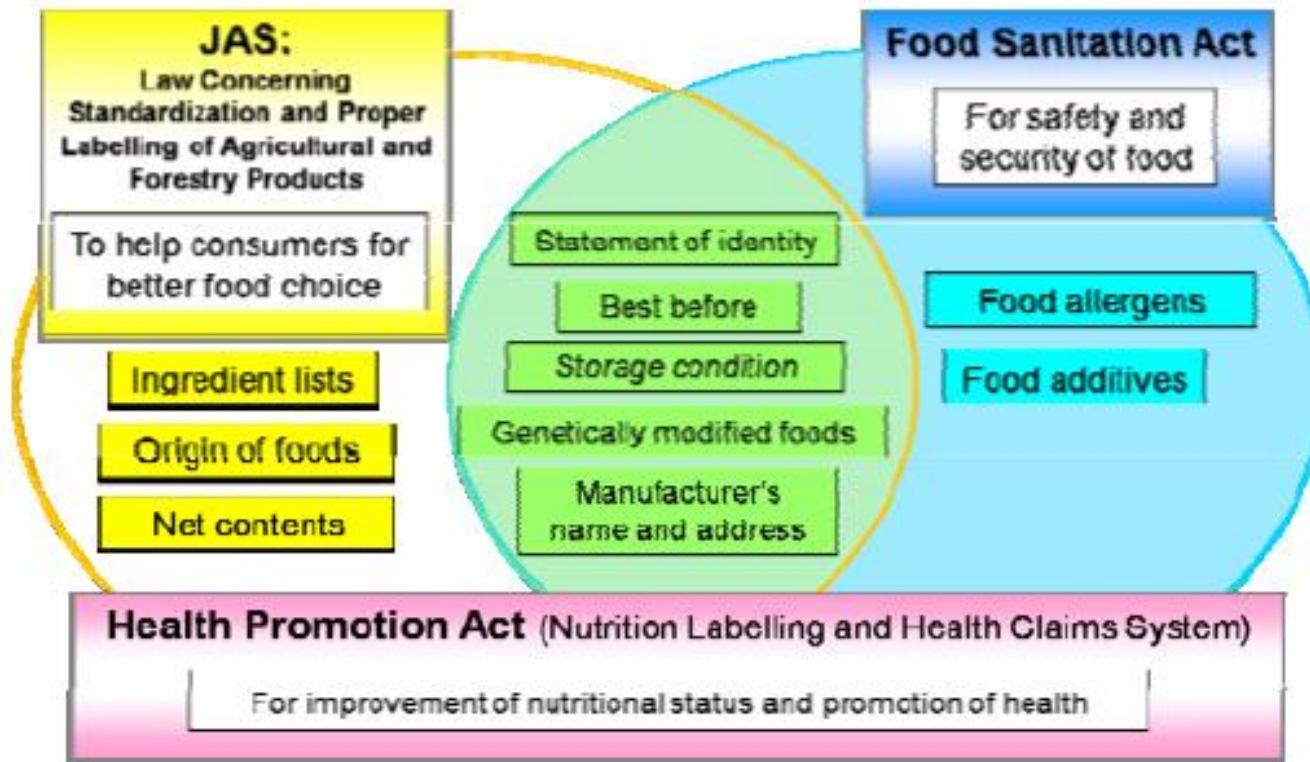 JAS:
Law Concerning
Standardization and Proper
Labelling of Agricultural and
Forestry Products
To help consumers for
better food choice
Ingredient lists
Origin of foods
Net contents
Statement of identity
Best before
Storage condition
Genetically modified foods
Manufacturer's
name and address
Food Sanitation Act
For safety and
security of food
Food allergens
Food additives
Health Promotion Act (Nutrition Labelling and Health Claims System)
For improvement of nutritional status and promotion of health